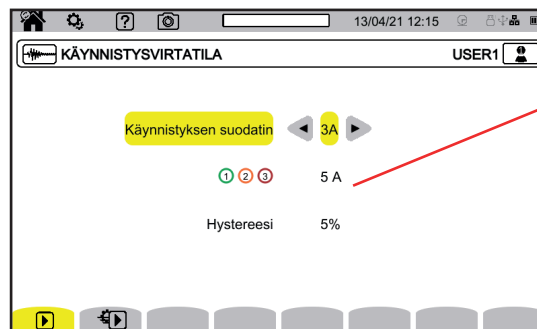 ? 13/04/21 12:15
KÄYNNISTYSVIRTATILA USER1
Käynnistyksen suodatin 3A
1 2 3 5 A
Hystereesi 5%